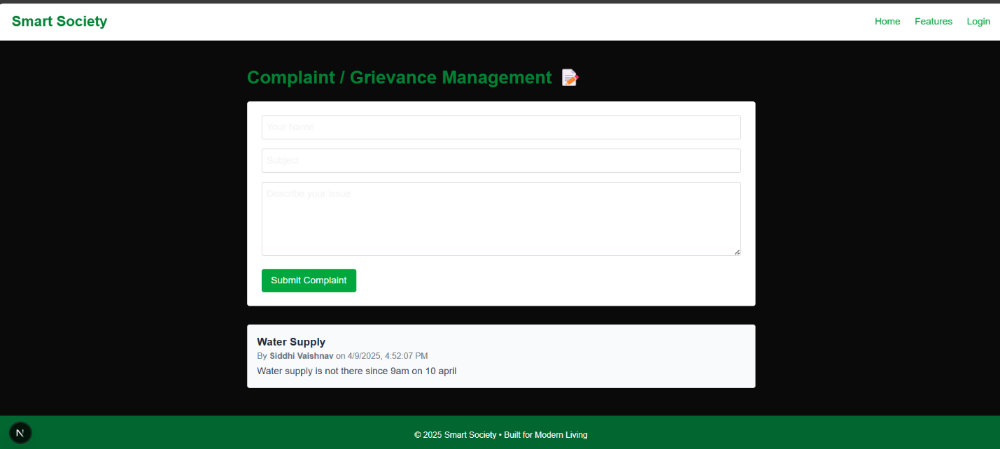 Smart Society
Home Features Login
Complaint / Grievance Management
Your Name
Subject
Describe your issue
Submit Complaint
Water Supply
By Siddhi Vaishnav on 4/9/2025, 4:52:07 PM
Water supply is not there since 9am on 10 april
N
© 2025 Smart Society • Built for Modern Living